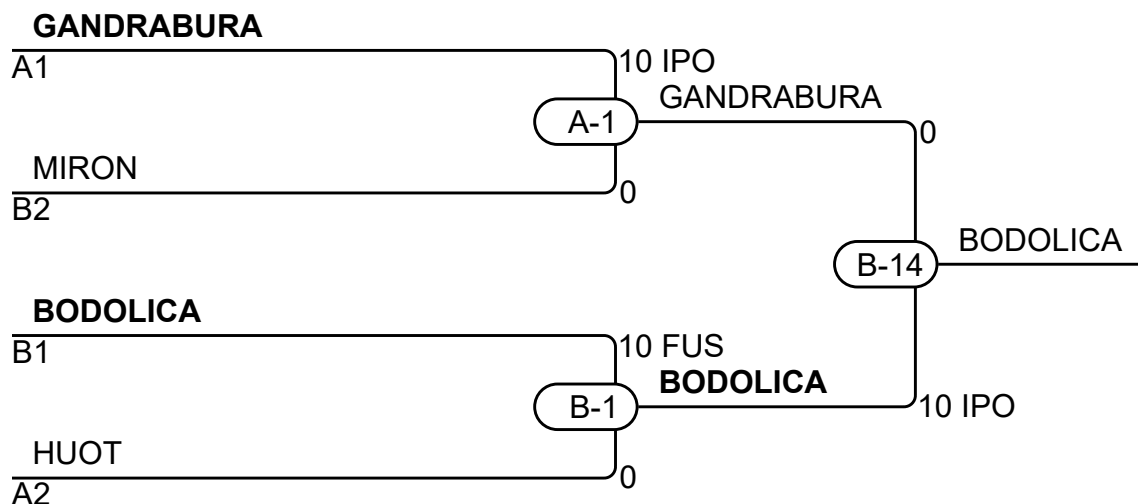 GANDRABURA
A1
10 IPO
GANDRABURA
A-1
0
MIRON
0
B2
BODOLICA
B-14
BODOLICA
B1
10 FUS
BODOLICA
B-1
10 IPO
HUOT
0
A2